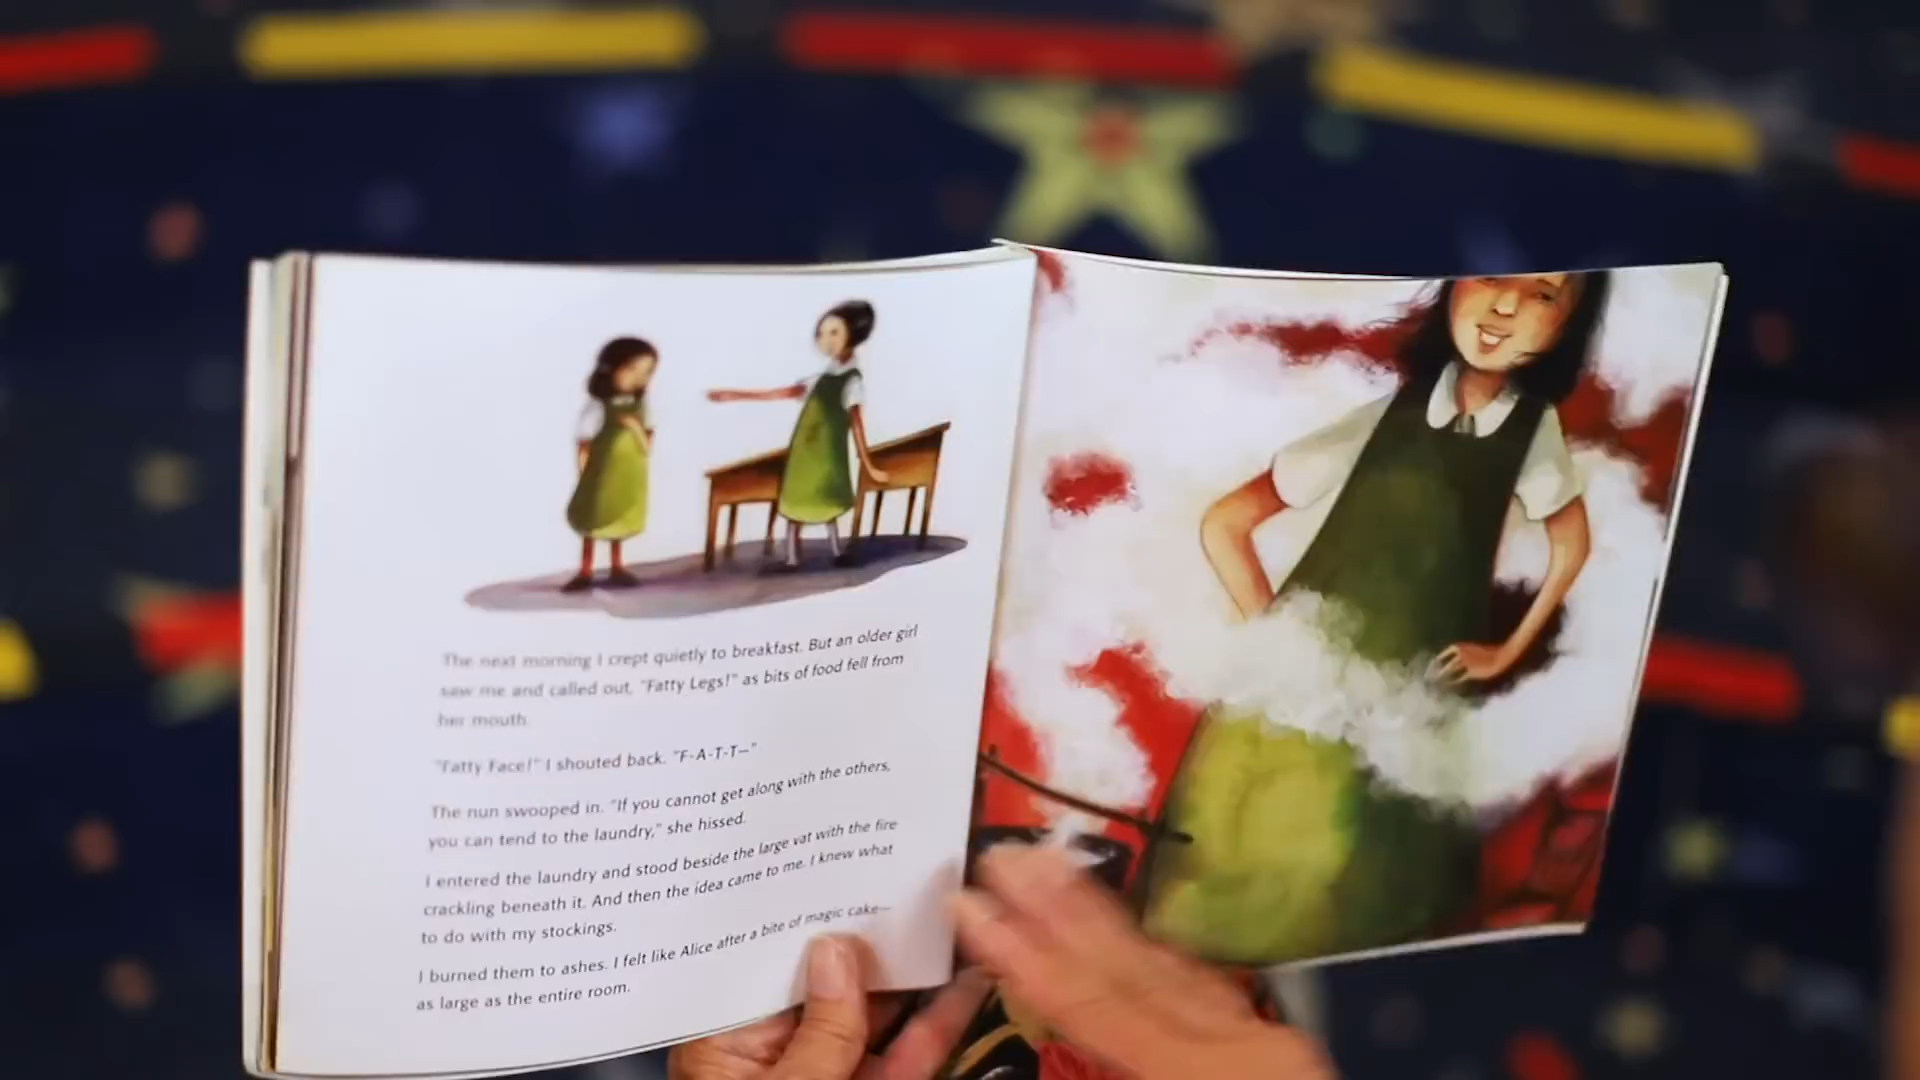 The next morning I crept quietly to breakfast. But an older girl
saw me and called out, "Fatty Legs!" as bits of food fell from
her mouth.
"Fatty Face!" I shouted back. "F-A-T-T—"
The nun swooped in. "If you cannot get along with the others,
you can tend to the laundry," she hissed.
I entered the laundry and stood beside the large vat with the fire
crackling beneath it. And then the idea came to me. I knew what
to do with my stockings.
I burned them to ashes. I felt like Alice after a bite of magic cake—
as large as the entire room.